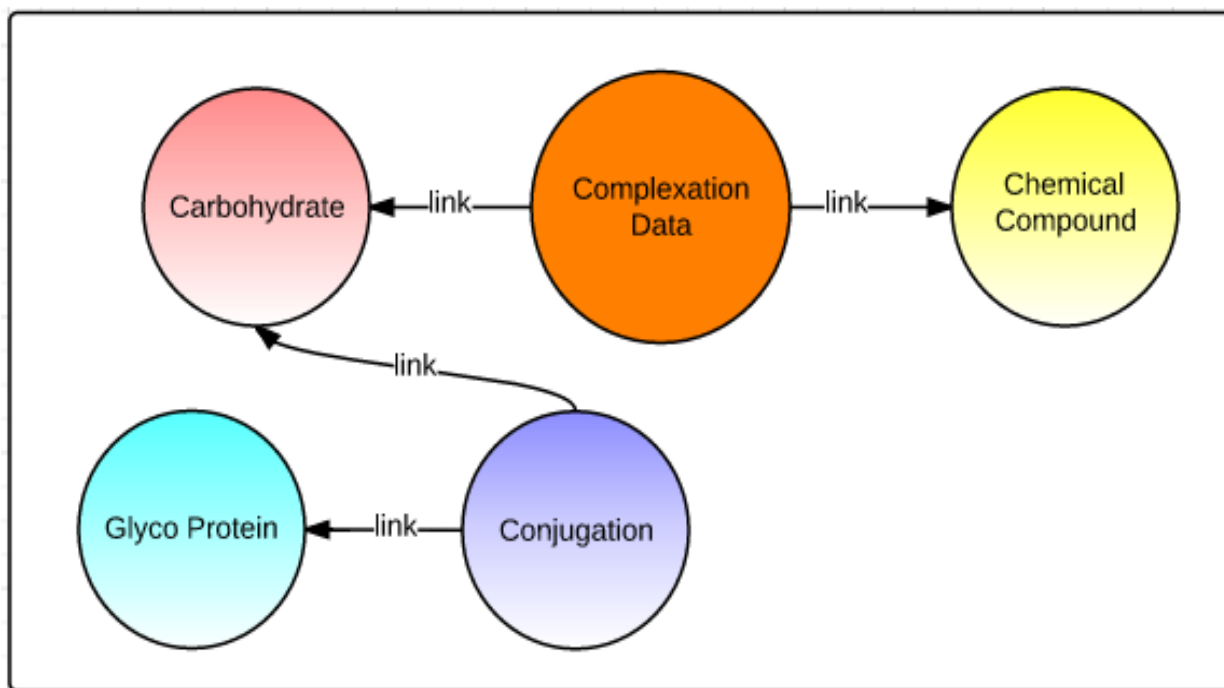 Carbohydrate
link
Complexation
Data
link
Chemical
Compound
link
Glyco Protein
link
Conjugation